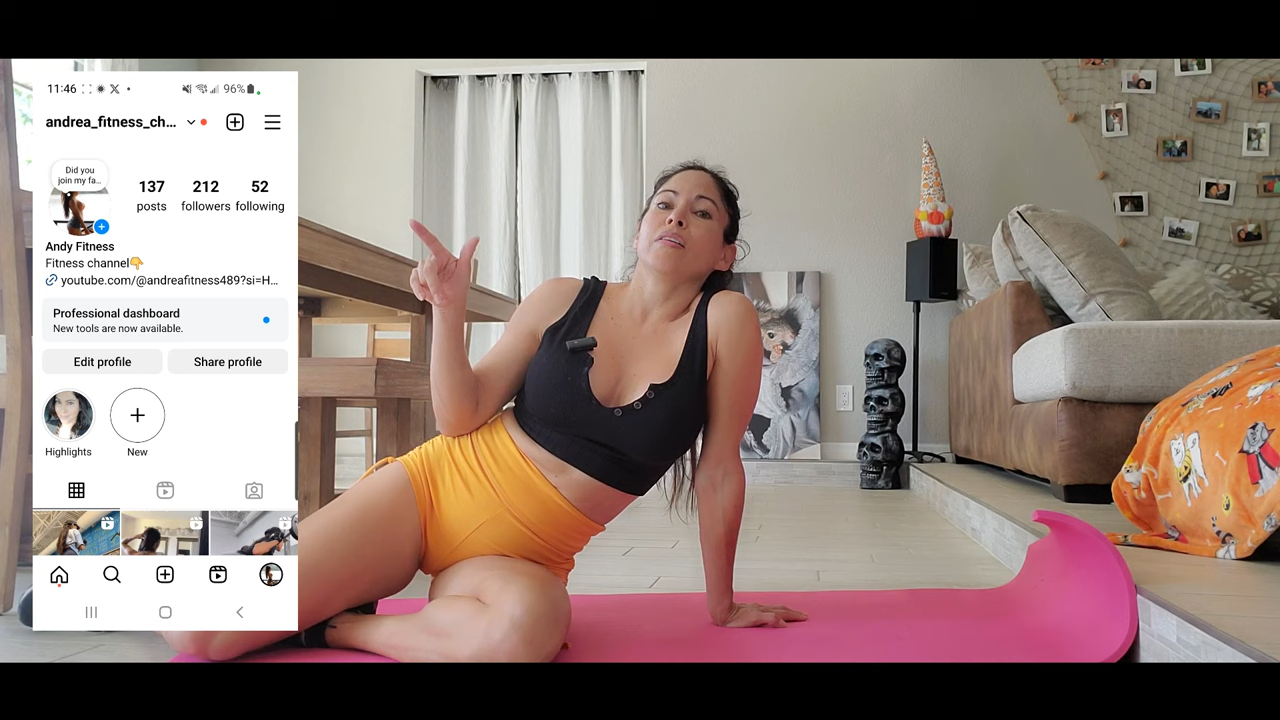 11:46
96%
andrea_fitness_ch...
Did you
join my fa...
137 212 52
posts followers following
Andy Fitness
Fitness channel👇
youtube.com/@andreafitness489?si=H...
Professional dashboard
New tools are now available.
Edit profile Share profile
Highlights New